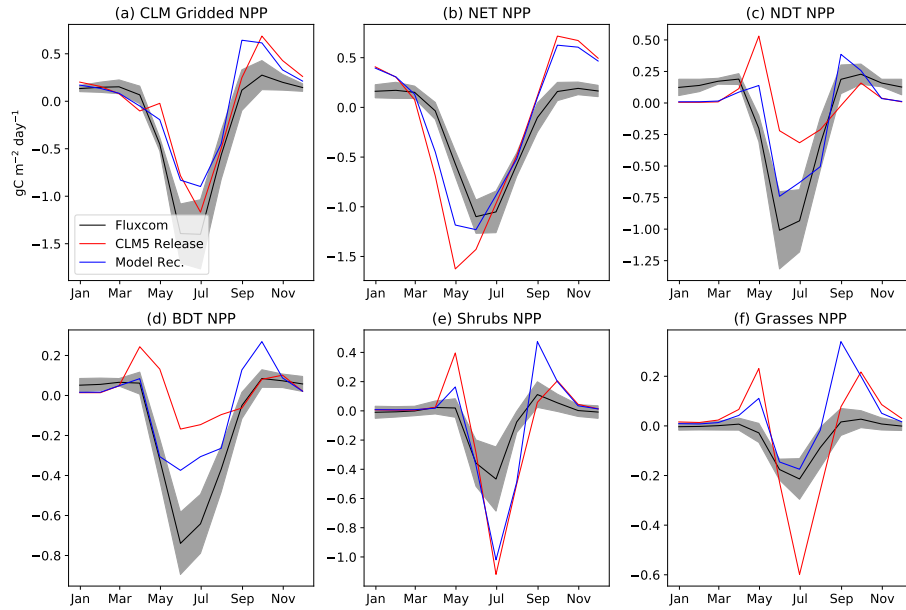 (a) CLM Gridded NPP
(b) NET NPP
(c) NDT NPP
gC m⁻² day⁻¹
0.5
0.0
−0.5
−1.0
−1.5
Fluxcom
CLM5 Release
Model Rec.
Jan Mar May Jul Sep Nov
0.5
0.0
−0.5
−1.0
−1.5
Jan Mar May Jul Sep Nov
0.50
0.25
0.00
−0.25
−0.50
−0.75
−1.00
−1.25
Jan Mar May Jul Sep Nov
(d) BDT NPP
(e) Shrubs NPP
(f) Grasses NPP
0.2
0.0
−0.2
−0.4
−0.6
−0.8
Jan Mar May Jul Sep Nov
0.4
0.2
0.0
−0.2
−0.4
−0.6
−0.8
−1.0
Jan Mar May Jul Sep Nov
0.2
0.0
−0.2
−0.4
−0.6
Jan Mar May Jul Sep Nov